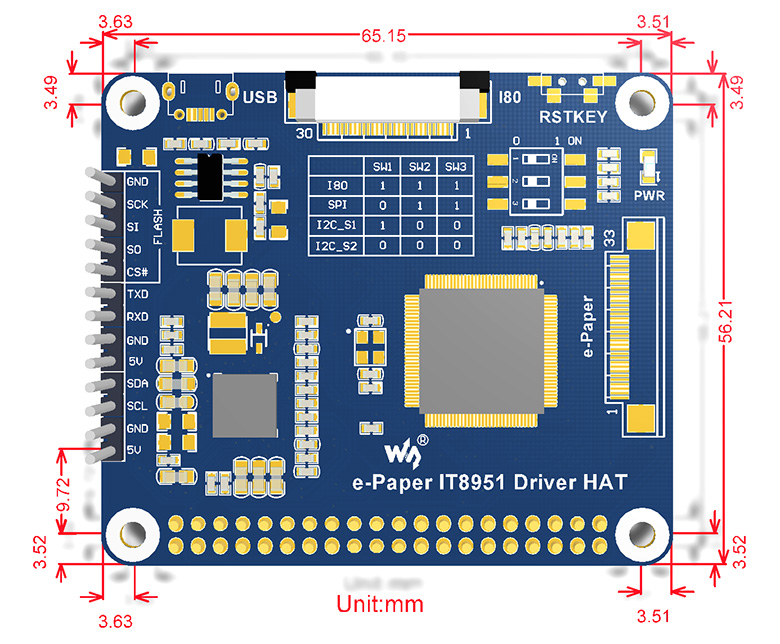 3.63
65.15
3.51
3.49
3.49
USB
I80
RSTKEY
30
1
0 1 ON
SW1 SW2 SW3
I80 1 1 1
SPI 0 1 1
I2C_S1 1 0 0
I2C_S2 0 0 0
1
2
3
ON
PWR
GND
SCK
SI
SO
CS#
FLASH
TXD
RXD
GND
5V
SDA
SCL
GND
5V
33
e-Paper
1
56.21
9.72
®
e-Paper IT8951 Driver HAT
3.52
3.52
3.63
Unit:mm
3.51